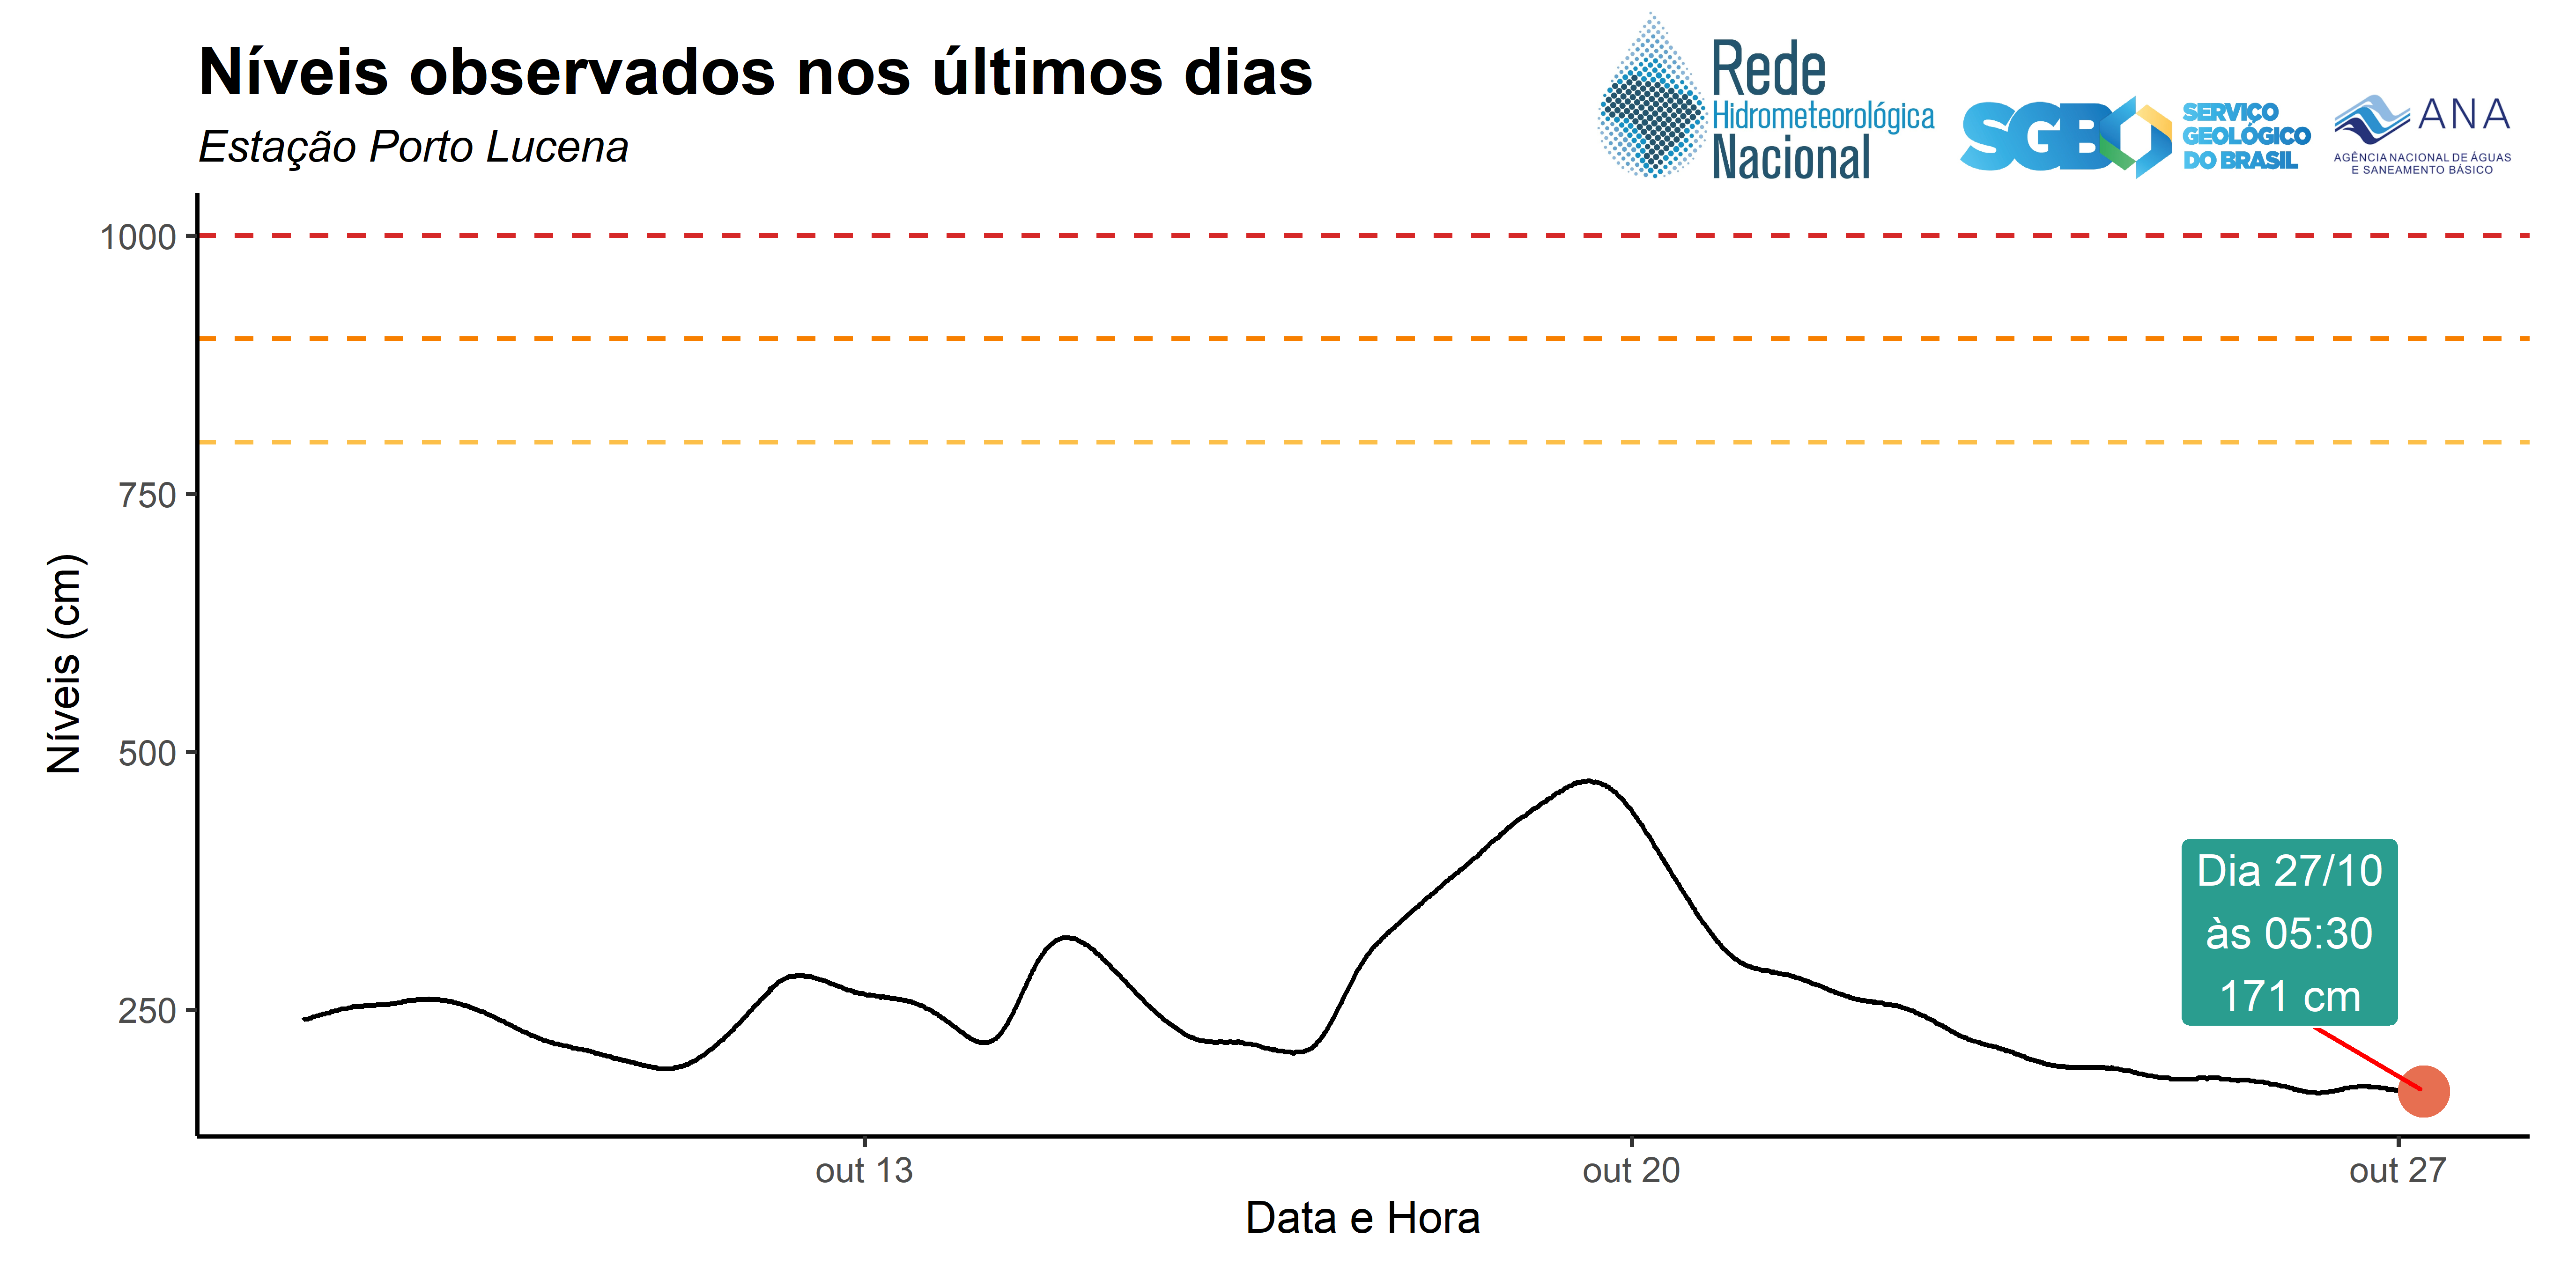 Níveis observados nos últimos dias
Estação Porto Lucena
Rede
Hidrometeorológica
Nacional
SGB
SERVIÇO
GEOLÓGICO
DO BRASIL
ANA
AGÊNCIA NACIONAL DE ÁGUAS
E SANEAMENTO BÁSICO
1000
750
500
250
Níveis (cm)
Dia 27/10
às 05:30
171 cm
out 13
out 20
out 27
Data e Hora